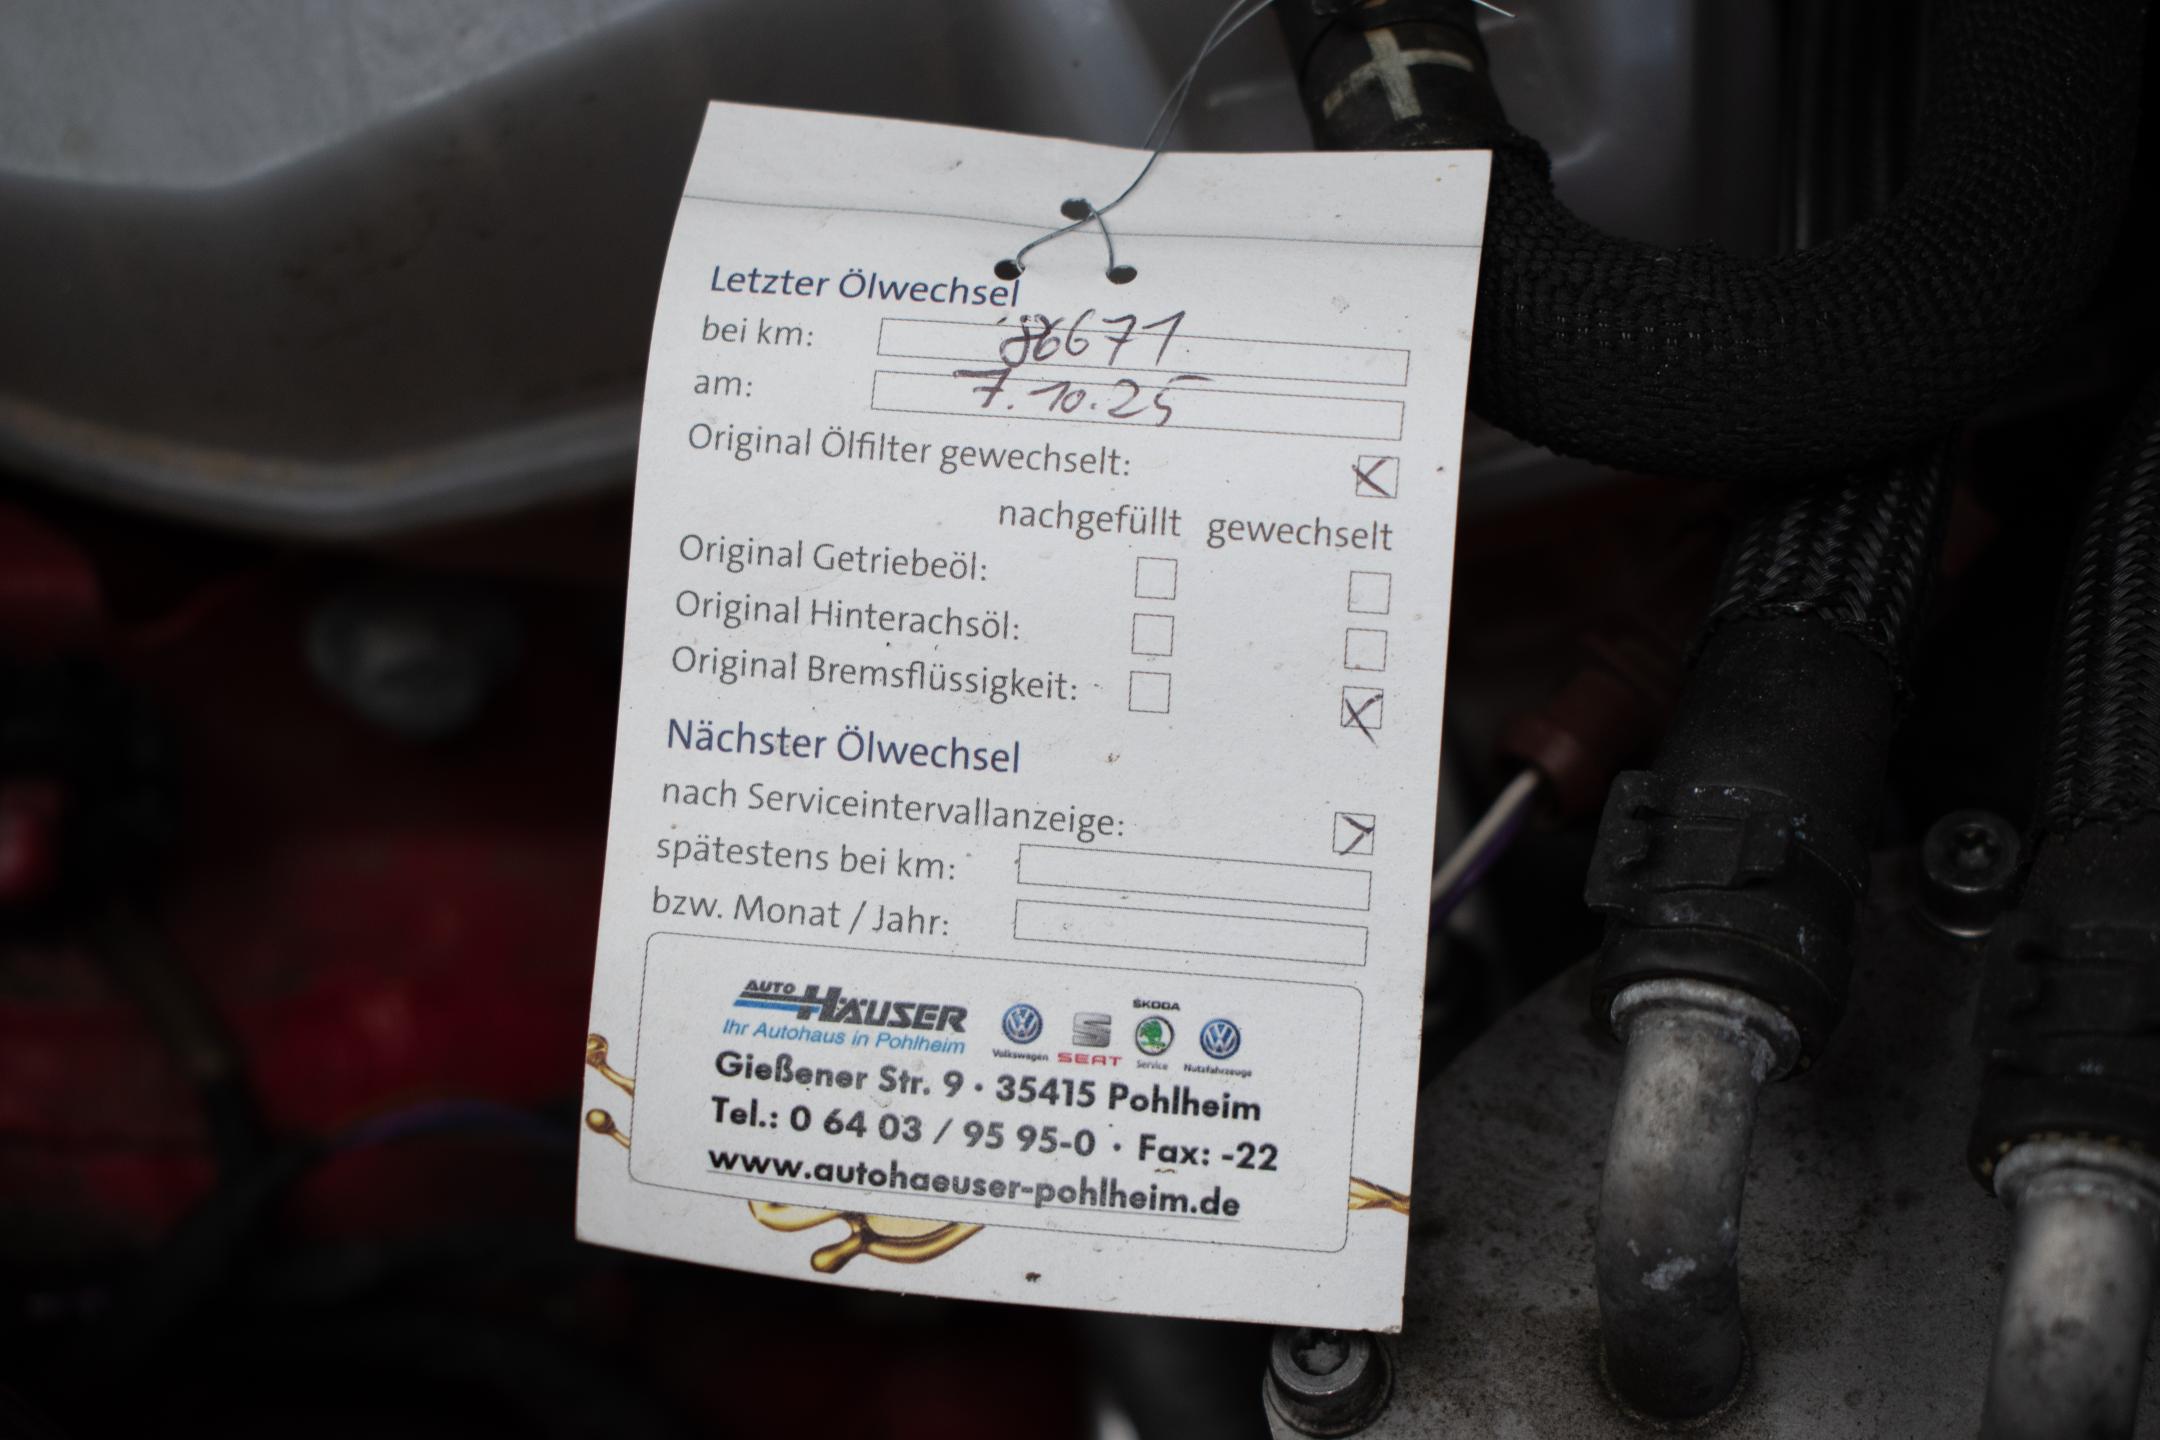 Letzter Ölwechsel
bei km: 86671
am: 7.10.25
Original Ölfilter gewechselt:
nachgefüllt gewechselt
Original Getriebeöl:
Original Hinterachsöl:
Original Bremsflüssigkeit:
Nächster Ölwechsel
nach Serviceintervallanzeige:
spätestens bei km:
bzw. Monat / Jahr:
AUTO HÄUSER
Ihr Autohaus in Pohlheim
Volkswagen SEAT ŠKODA Service Nutzfahrzeuge
Gießener Str. 9 · 35415 Pohlheim
Tel.: 0 64 03 / 95 95-0 · Fax: -22
www.autohaeuser-pohlheim.de